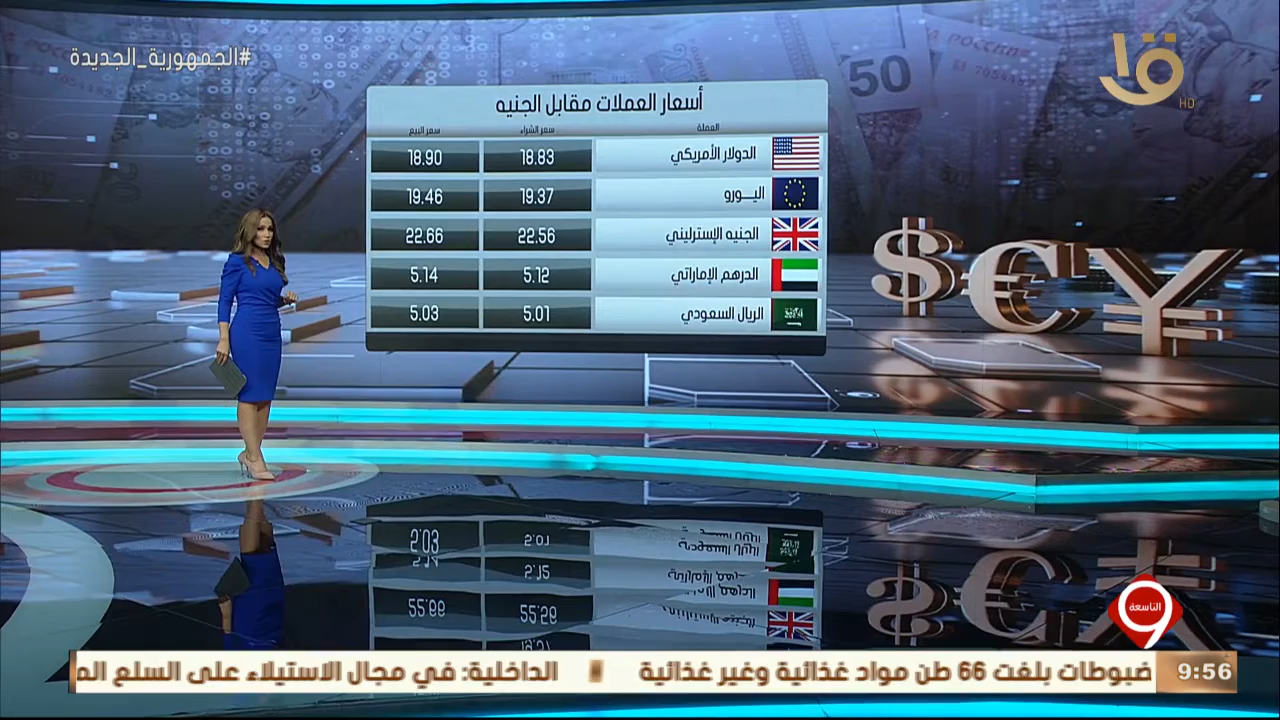 #الجمهورية_الجديدة
HD
50
أسعار العملات مقابل الجنيه
العملة سعر الشراء سعر البيع
الدولار الأمريكي 18.83 18.90
اليـــورو 19.37 19.46
الجنيه الإسترليني 22.56 22.66
الدرهم الإماراتي 5.12 5.14
الريال السعودي 5.01 5.03
$€¥
التاسعة
9
9:56 ضبوطات بلغت 66 طن مواد غذائية وغير غذائية الداخلية: في مجال الاستيلاء على السلع الم